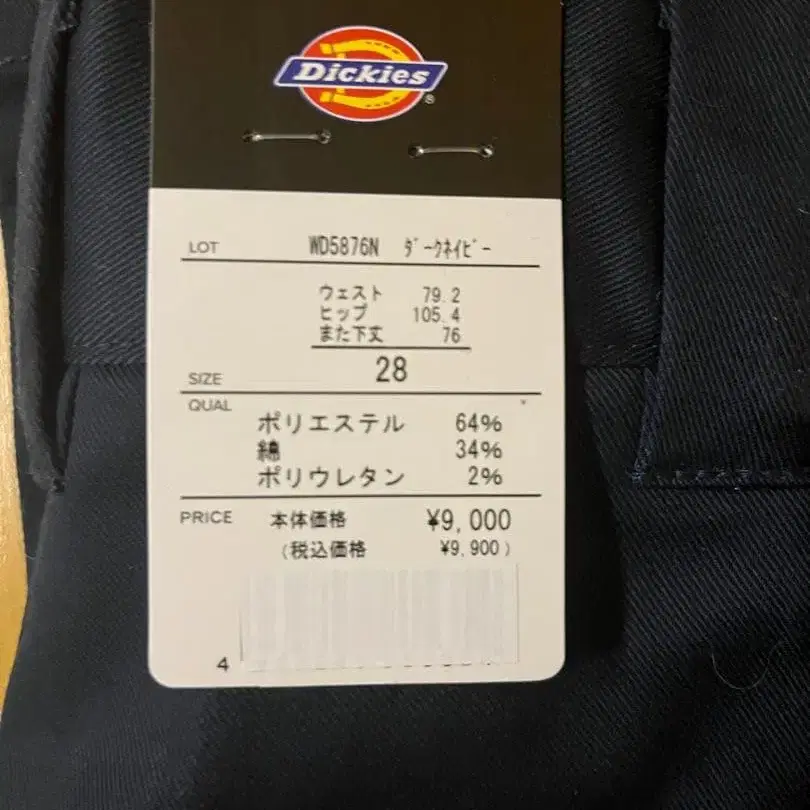 Dickies
®
LOT WD5876N ﾀﾞｰｸﾈｲﾋﾞｰ
ウェスト 79.2
ヒップ 105.4
また下丈 76
SIZE 28
QUAL
ポリエステル 64%
綿 34%
ポリウレタン 2%
PRICE 本体価格 ¥9,000
(税込価格 ¥9,900)
4